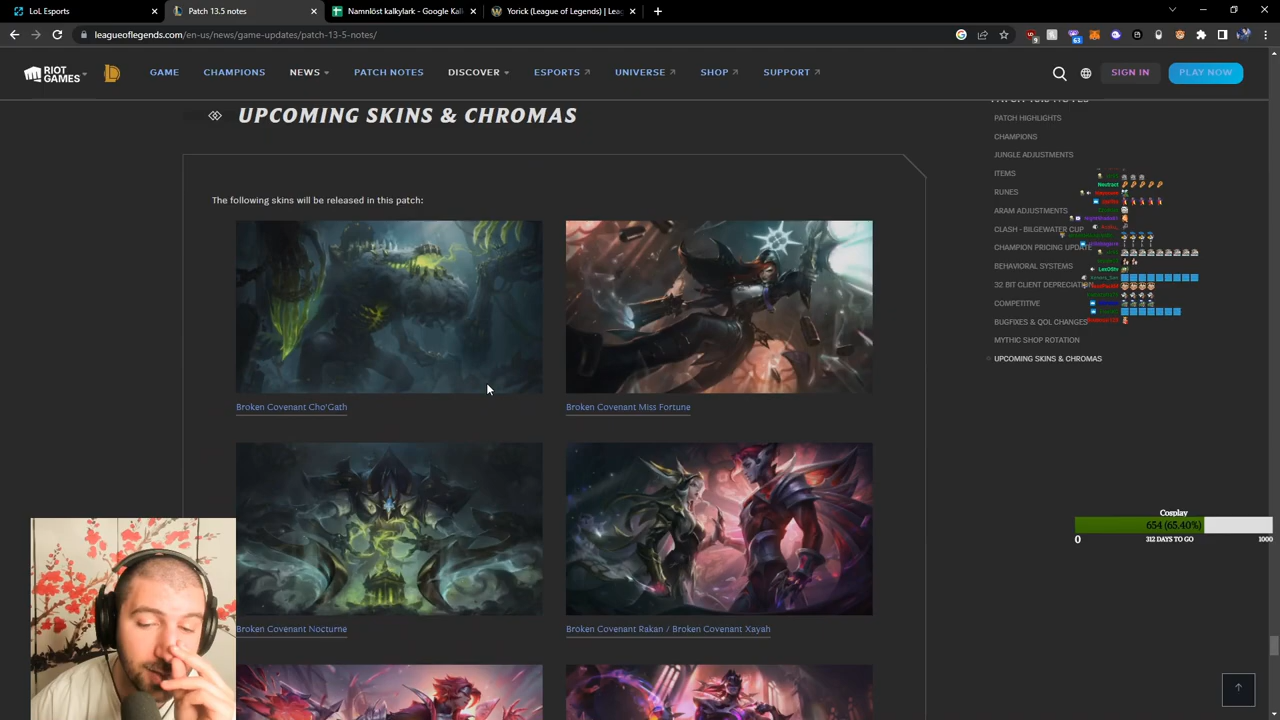 LoL Esports
Patch 13.5 notes
Namnlöst kalkylark - Google Kal
Yorick (League of Legends) | Leag
leagueoflegends.com/en-us/news/game-updates/patch-13-5-notes/
9
63
RIOT GAMES
GAME
CHAMPIONS
NEWS
PATCH NOTES
DISCOVER
ESPORTS
UNIVERSE
SHOP
SUPPORT
SIGN IN
PLAY NOW
UPCOMING SKINS & CHROMAS
The following skins will be released in this patch:
Broken Covenant Cho'Gath
Broken Covenant Miss Fortune
Broken Covenant Nocturne
Broken Covenant Rakan / Broken Covenant Xayah
PATCH HIGHLIGHTS
CHAMPIONS
JUNGLE ADJUSTMENTS
ITEMS
RUNES
ARAM ADJUSTMENTS
CLASH - BILGEWATER CUP
CHAMPION PRICING UPDATE
BEHAVIORAL SYSTEMS
32 BIT CLIENT DEPRECIATION
COMPETITIVE
BUGFIXES & QOL CHANGES
MYTHIC SHOP ROTATION
UPCOMING SKINS & CHROMAS
Cosplay
654 (65.40%)
0
312 DAYS TO GO
1000